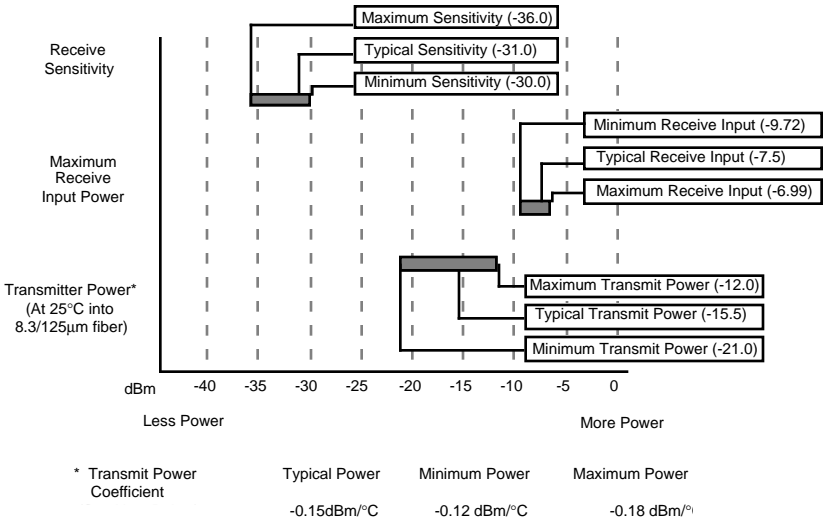 Maximum Sensitivity (-36.0)
Receive
Sensitivity
Typical Sensitivity (-31.0)
Minimum Sensitivity (-30.0)
Minimum Receive Input (-9.72)
Maximum
Receive
Input Power
Typical Receive Input (-7.5)
Maximum Receive Input (-6.99)
Transmitter Power*
(At 25°C into
8.3/125µm fiber)
Maximum Transmit Power (-12.0)
Typical Transmit Power (-15.5)
Minimum Transmit Power (-21.0)
dBm -40 -35 -30 -25 -20 -15 -10 -5 0
Less Power More Power
* Transmit Power
Coefficient
Typical Power Minimum Power Maximum Power
-0.15dBm/°C -0.12 dBm/°C -0.18 dBm/°